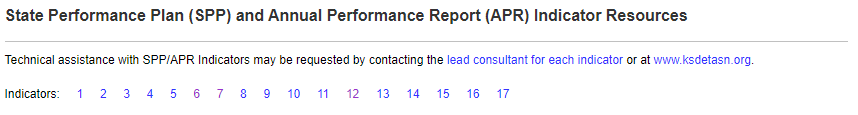 State Performance Plan (SPP) and Annual Performance Report (APR) Indicator Resources
Technical assistance with SPP/APR Indicators may be requested by contacting the lead consultant for each indicator or at www.ksdetasn.org.
Indicators: 1 2 3 4 5 6 7 8 9 10 11 12 13 14 15 16 17